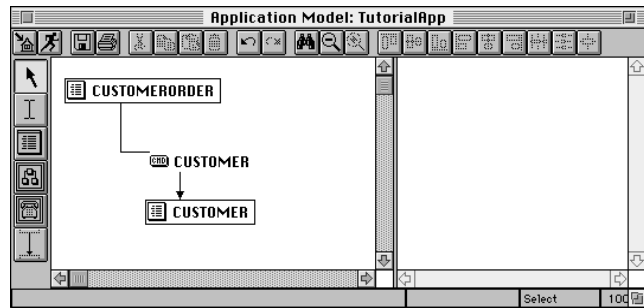 Application Model: TutorialApp
CUSTOMERORDER
CMD CUSTOMER
CUSTOMER
Select 100